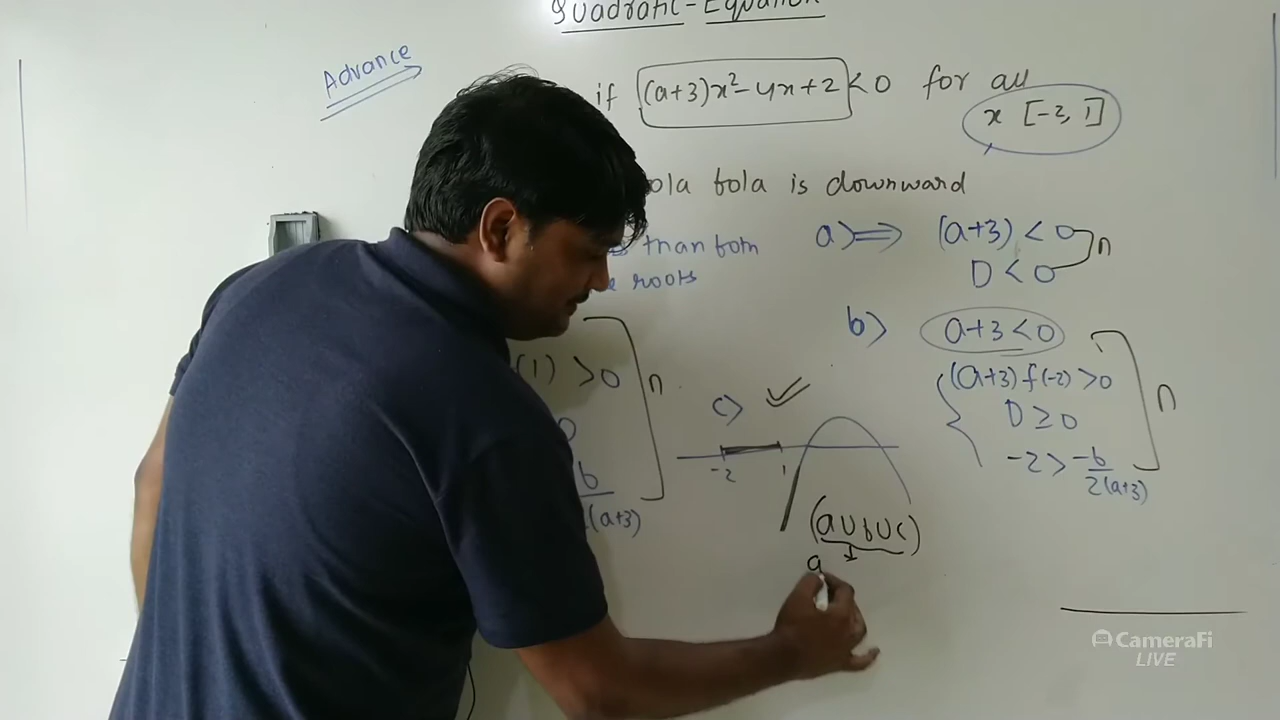 Quadratic-Equation
Advance
if (a+3)x²-4x+2 <0 for all
x [-2, 1]
bola is downward
than both
roots
a) ⇒ (a+3) < 0
D < 0
n
b) a+3 < 0
(a+3) f(-2) > 0
D ≥ 0
-2 > -b/2(a+3)
n
(1) > 0
n
(a+3)
c)
-2 1
(aUbUc)
a
CameraFi
LIVE